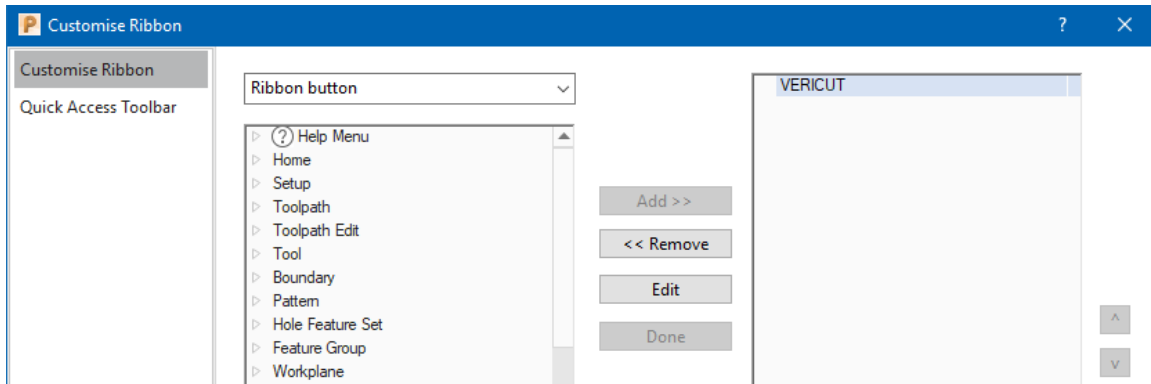 Customise Ribbon
?
Customise Ribbon
Quick Access Toolbar
Ribbon button
Help Menu
Home
Setup
Toolpath
Toolpath Edit
Tool
Boundary
Pattern
Hole Feature Set
Feature Group
Workplane
Add >>
<< Remove
Edit
Done
VERICUT